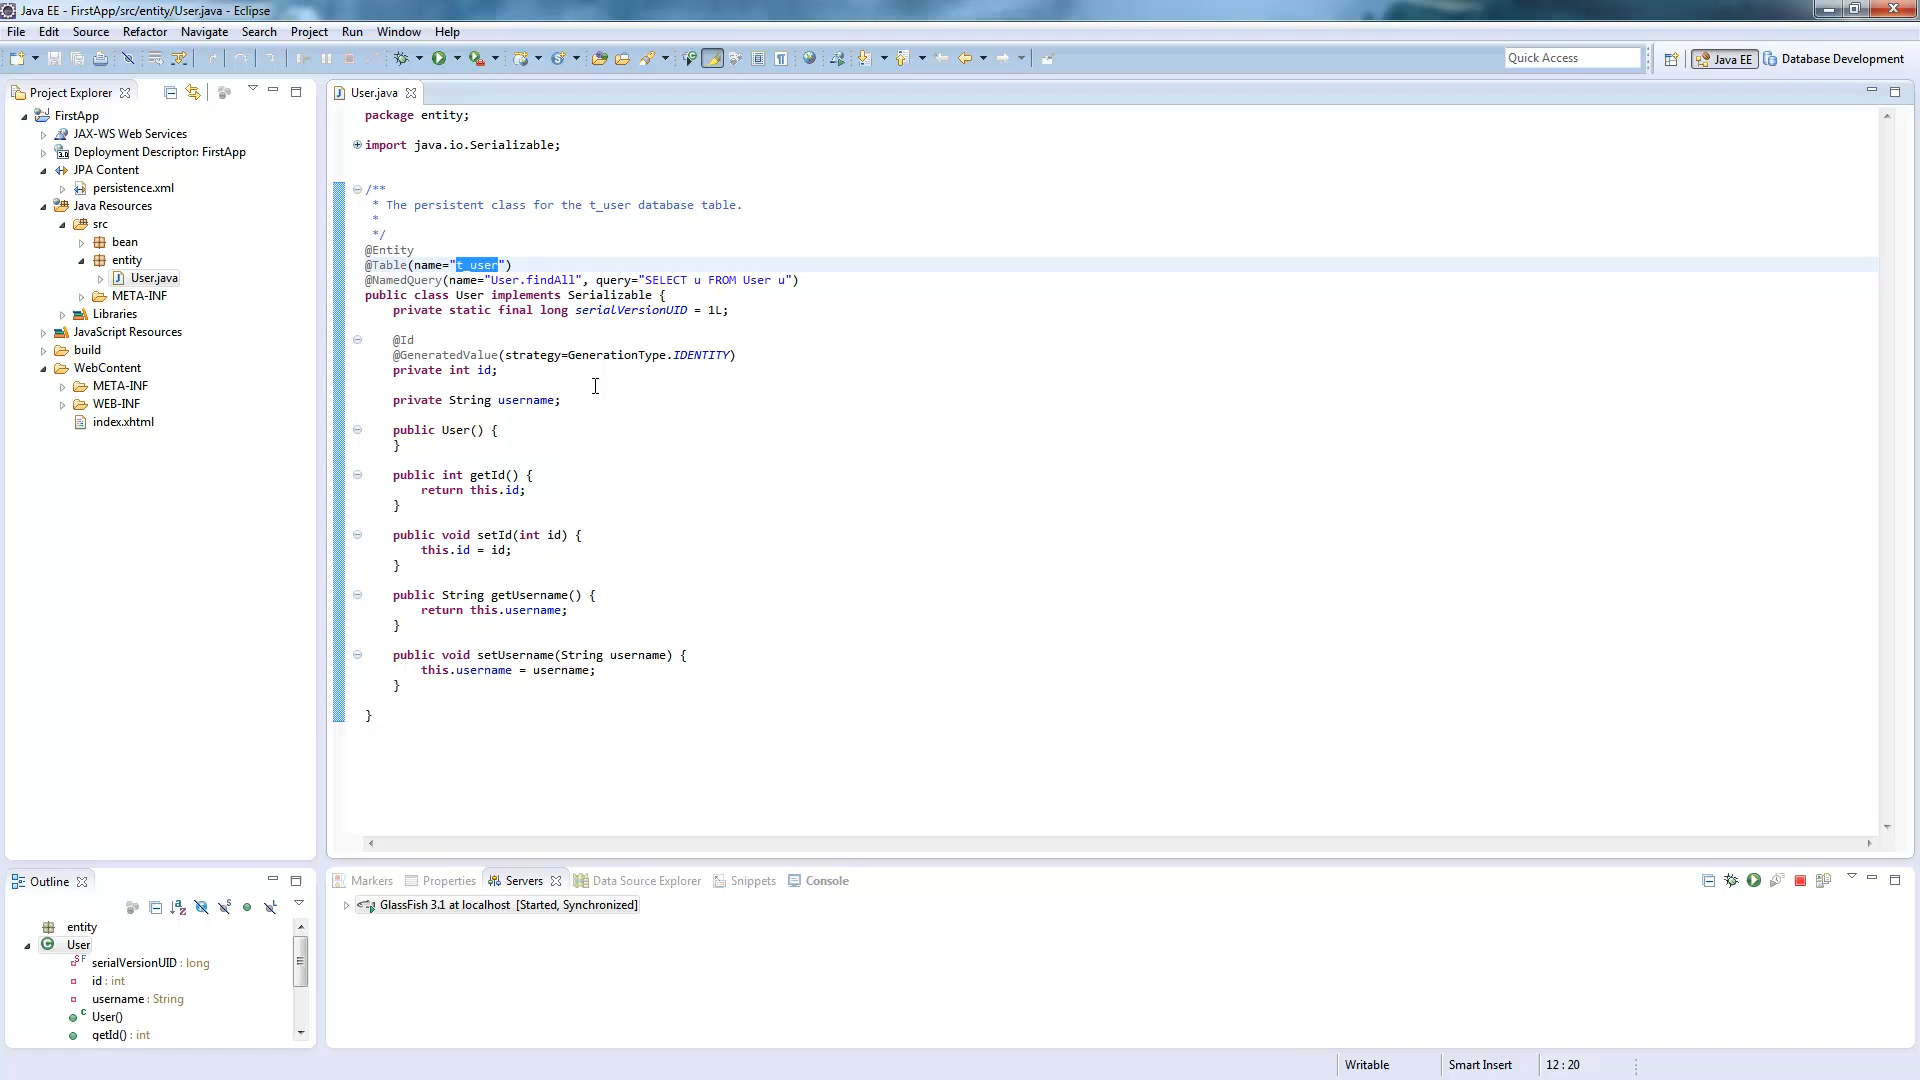 Java EE - FirstApp/src/entity/User.java - Eclipse
File Edit Source Refactor Navigate Search Project Run Window Help
Quick Access
Java EE
Database Development
Project Explorer
FirstApp
JAX-WS Web Services
Deployment Descriptor: FirstApp
JPA Content
persistence.xml
Java Resources
src
bean
entity
User.java
META-INF
Libraries
JavaScript Resources
build
WebContent
META-INF
WEB-INF
index.xhtml
User.java
package entity;
import java.io.Serializable;
/**
* The persistent class for the t_user database table.
*
*/
@Entity
@Table(name="t_user")
@NamedQuery(name="User.findAll", query="SELECT u FROM User u")
public class User implements Serializable {
private static final long serialVersionUID = 1L;
@Id
@GeneratedValue(strategy=GenerationType.IDENTITY)
private int id;
private String username;
public User() {
}
public int getId() {
return this.id;
}
public void setId(int id) {
this.id = id;
}
public String getUsername() {
return this.username;
}
public void setUsername(String username) {
this.username = username;
}
}
Outline
entity
User
serialVersionUID : long
id : int
username : String
User()
getId() : int
Markers Properties Servers Data Source Explorer Snippets Console
GlassFish 3.1 at localhost [Started, Synchronized]
Writable Smart Insert 12 : 20